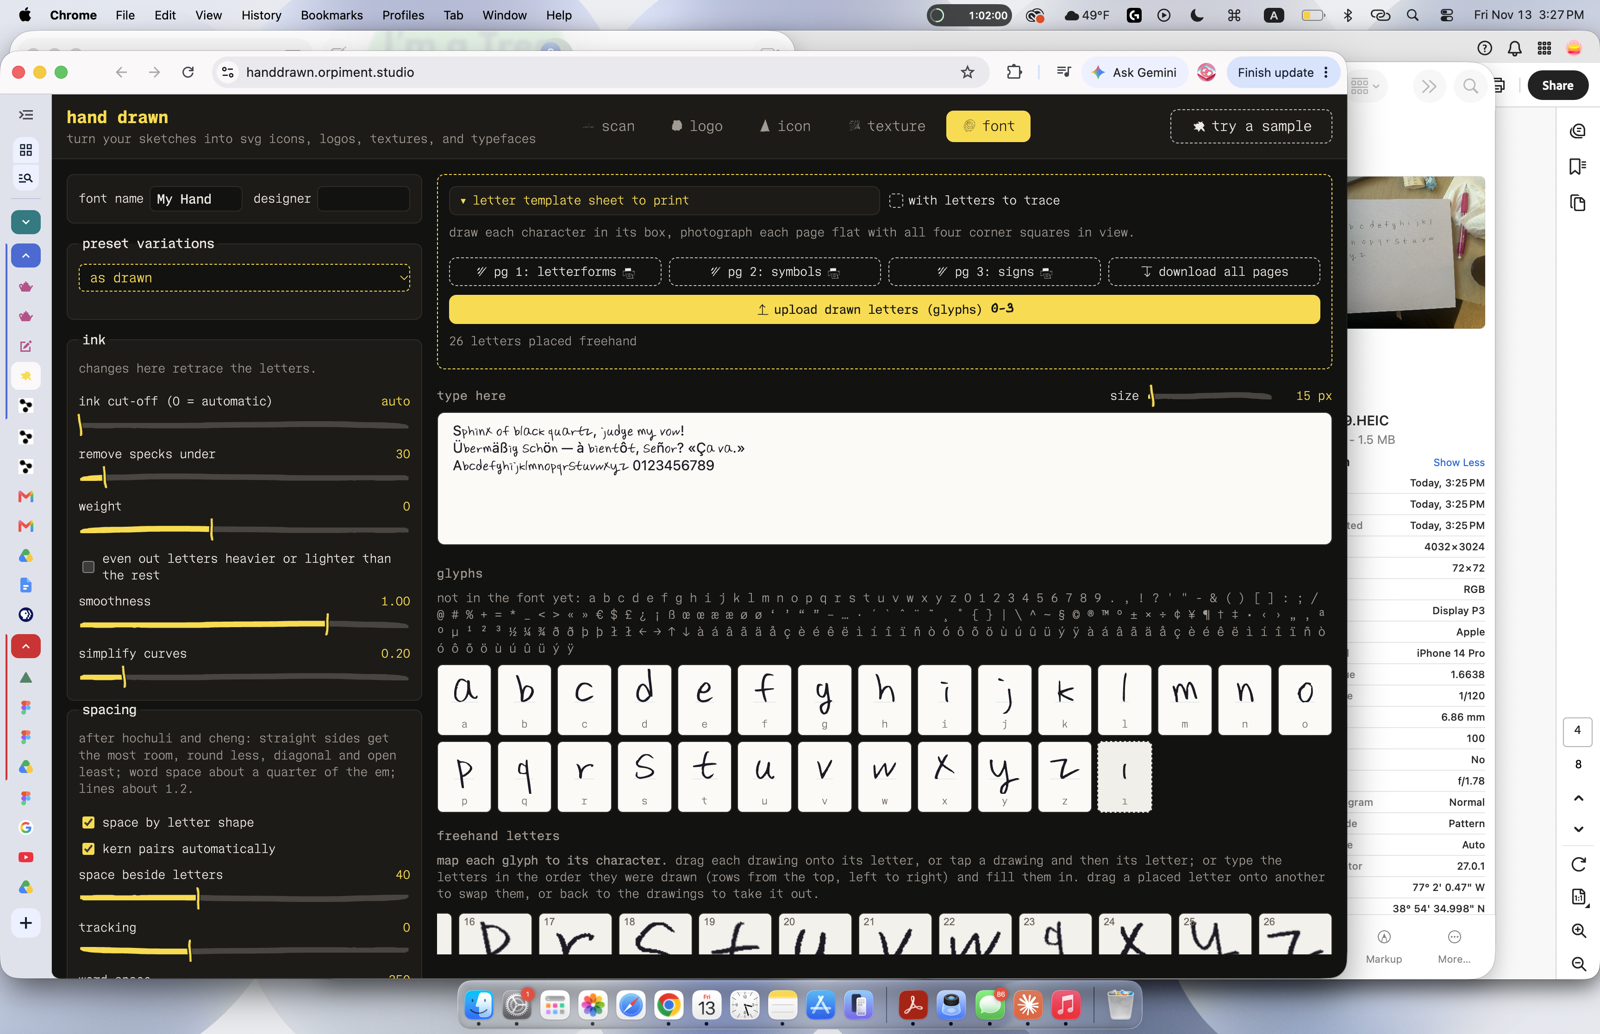 Chrome File Edit View History Bookmarks Profiles Tab Window Help
1:02:00 49°F A Fri Nov 13 3:27 PM
handdrawn.orpiment.studio
Ask Gemini
Finish update
Share
hand drawn
turn your sketches into svg icons, logos, textures, and typefaces
scan logo icon texture font
try a sample
font name My Hand designer
preset variations
as drawn
ink
changes here retrace the letters.
ink cut-off (0 = automatic) auto
remove specks under 30
weight 0
even out letters heavier or lighter than
the rest
smoothness 1.00
simplify curves 0.20
spacing
after hochuli and cheng: straight sides get
the most room, round less, diagonal and open
least; word space about a quarter of the em;
lines about 1.2.
space by letter shape
kern pairs automatically
space beside letters 40
tracking 0
letter template sheet to print
with letters to trace
draw each character in its box, photograph each page flat with all four corner squares in view.
pg 1: letterforms
pg 2: symbols
pg 3: signs
download all pages
upload drawn letters (glyphs) 0-3
26 letters placed freehand
type here
size 15 px
Sphinx of black quartz, judge my vow!
Übermäßig schön — à bientôt, señor? «Ça va.»
Abcdefghijklmnopqrstuvwxyz 0123456789
glyphs
not in the font yet: a b c d e f g h i j k l m n o p q r s t u v w x y z 0 1 2 3 4 5 6 7 8 9 . , ! ? ' " - & ( ) [ ] : ; /
a b c d e f g h i j k l m n o
a b c d e f g h i j k l m n o
p q r s t u v w x y z ı
p q r s t u v w x y z ı
freehand letters
map each glyph to its character. drag each drawing onto its letter, or tap a drawing and then its letter; or type the
letters in the order they were drawn (rows from the top, left to right) and fill them in. drag a placed letter onto another
to swap them, or back to the drawings to take it out.
16 17 18 19 20 21 22 23 24 25 26
p r s t u v w q x y z
9.HEIC
- 1.5 MB
Show Less
Today, 3:25 PM
Today, 3:25 PM
Today, 3:25 PM
4032×3024
72×72
RGB
Display P3
Apple
iPhone 14 Pro
1.6638
1/120
6.86 mm
100
No
f/1.78
Normal
Pattern
Auto
27.0.1
77° 2' 0.47" W
38° 54' 34.998" N
Markup More...
4
8
1
86
Fri
13